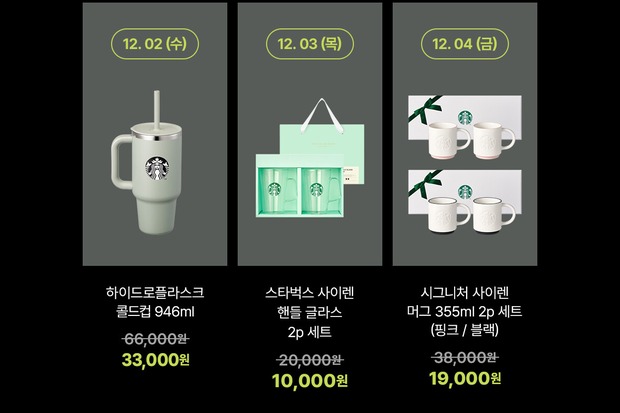 12. 02 (수)
하이드로플라스크
콜드컵 946ml
66,000원
33,000원
12. 03 (목)
스타벅스 사이렌
핸들 글라스
2p 세트
20,000원
10,000원
12. 04 (금)
시그니처 사이렌
머그 355ml 2p 세트
(핑크 / 블랙)
38,000원
19,000원